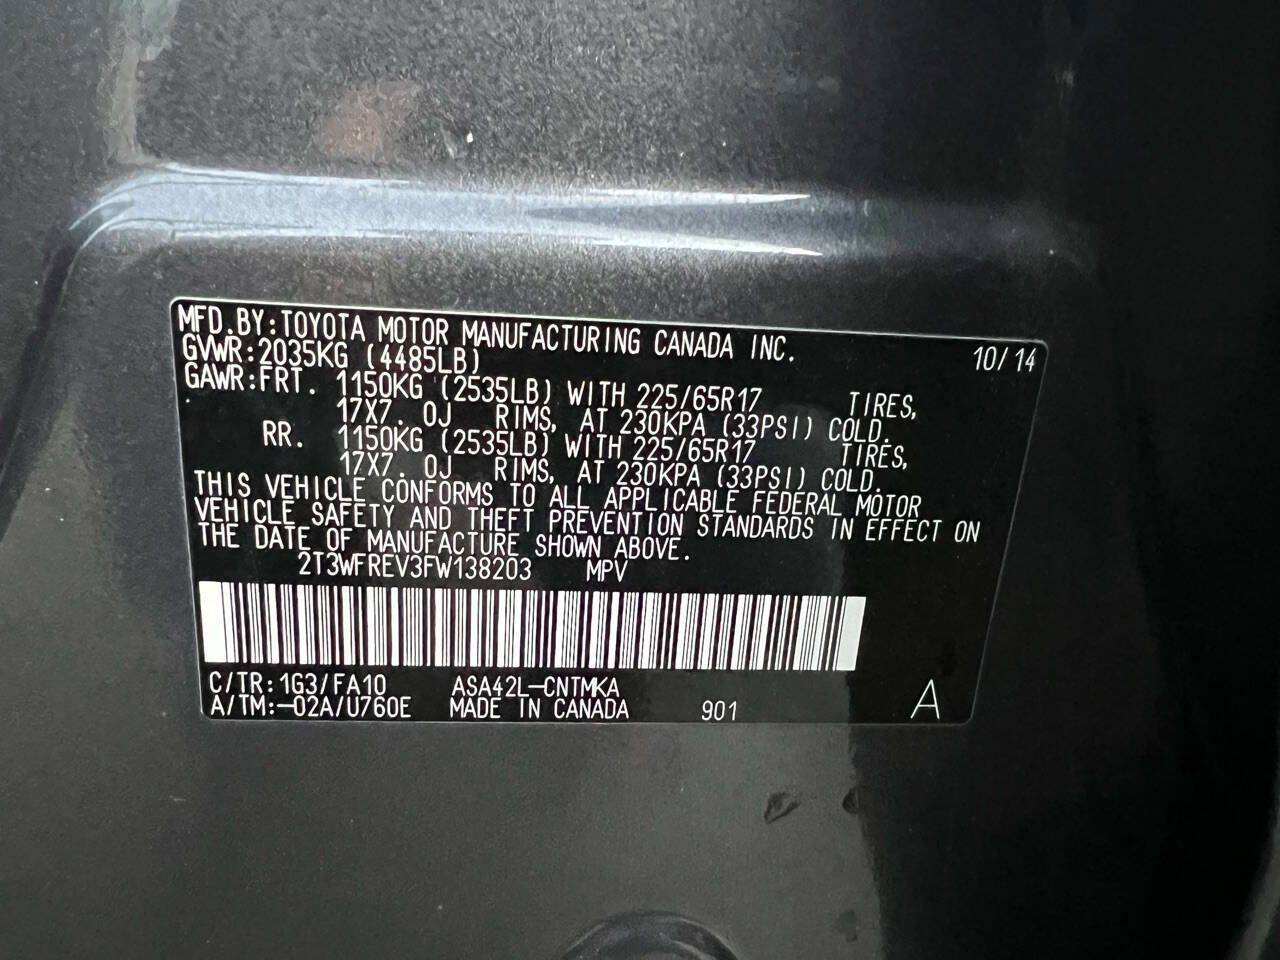 MFD.BY:TOYOTA MOTOR MANUFACTURING CANADA INC. 10/14
GVWR:2035KG (4485LB)
GAWR:FRT. 1150KG (2535LB) WITH 225/65R17 TIRES,
17X7. 0J RIMS, AT 230KPA (33PSI) COLD.
RR. 1150KG (2535LB) WITH 225/65R17 TIRES,
17X7. 0J RIMS, AT 230KPA (33PSI) COLD.
THIS VEHICLE CONFORMS TO ALL APPLICABLE FEDERAL MOTOR
VEHICLE SAFETY AND THEFT PREVENTION STANDARDS IN EFFECT ON
THE DATE OF MANUFACTURE SHOWN ABOVE.
2T3WFREV3FW138203 MPV
C/TR:1G3/FA10 ASA42L-CNTMKA
A/TM:-02A/U760E MADE IN CANADA 901 A